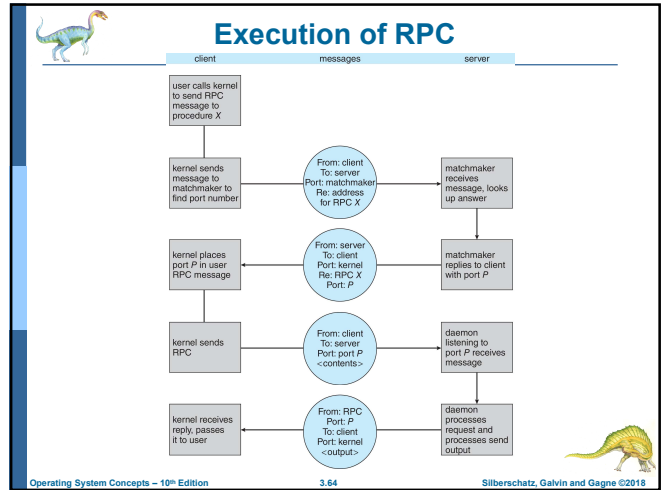 Execution of RPC
client messages server
user calls kernel
to send RPC
message to
procedure X
kernel sends
message to
matchmaker to
find port number
From: client
To: server
Port: matchmaker
Re: address
for RPC X
matchmaker
receives
message, looks
up answer
kernel places
port P in user
RPC message
From: server
To: client
Port: kernel
Re: RPC X
Port: P
matchmaker
replies to client
with port P
kernel sends
RPC
From: client
To: server
Port: port P
<contents>
daemon
listening to
port P receives
message
kernel receives
reply, passes
it to user
From: RPC
Port: P
To: client
Port: kernel
<output>
daemon
processes
request and
processes send
output
Operating System Concepts – 10th Edition 3.64 Silberschatz, Galvin and Gagne ©2018